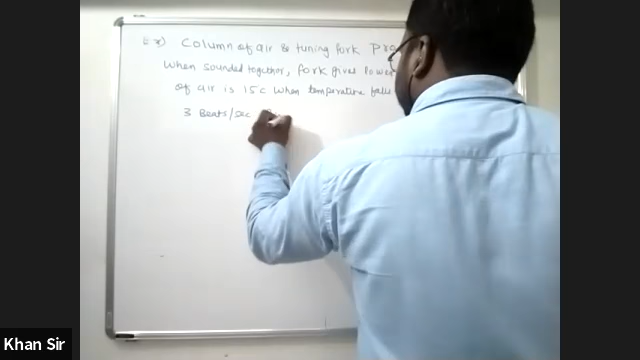 Ex) Column of air & tuning fork Pro
When sounded together, fork gives lower
of air is 15c When temperature falls
3 Beats/sec
Khan Sir